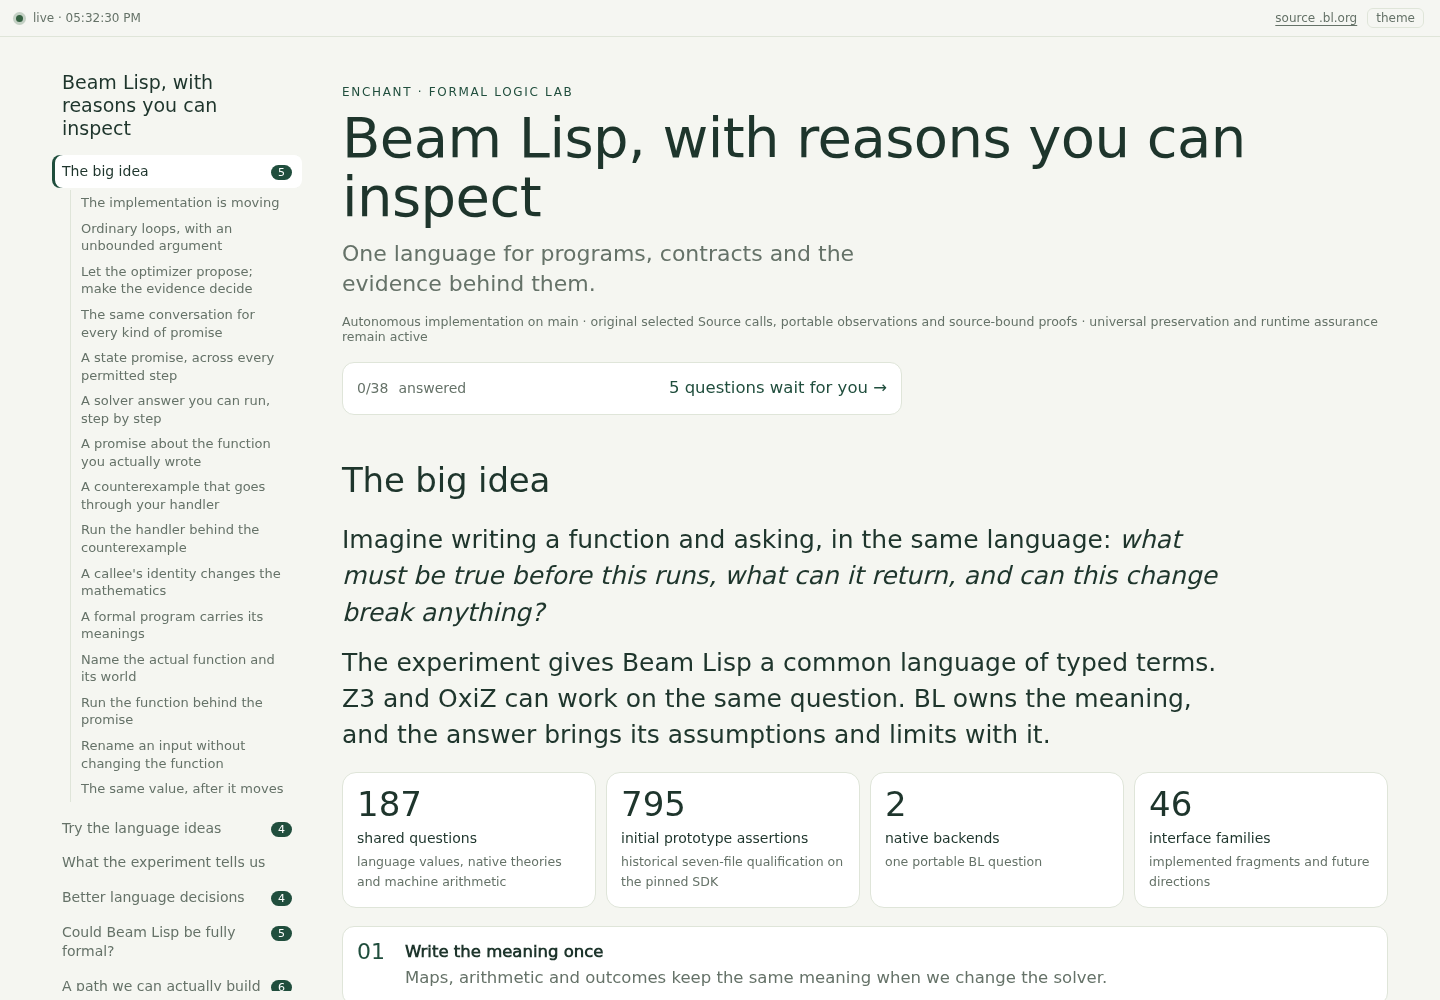 live · 05:32:30 PM
source .bl.org
theme
Beam Lisp, with
reasons you can
inspect
The big idea
5
The implementation is moving
Ordinary loops, with an
unbounded argument
Let the optimizer propose;
make the evidence decide
The same conversation for
every kind of promise
A state promise, across every
permitted step
A solver answer you can run,
step by step
A promise about the function
you actually wrote
A counterexample that goes
through your handler
Run the handler behind the
counterexample
A callee's identity changes the
mathematics
A formal program carries its
meanings
Name the actual function and
its world
Run the function behind the
promise
Rename an input without
changing the function
The same value, after it moves
Try the language ideas
4
What the experiment tells us
Better language decisions
4
Could Beam Lisp be fully
formal?
5
A path we can actually build
6
ENCHANT · FORMAL LOGIC LAB
Beam Lisp, with reasons you can
inspect
One language for programs, contracts and the
evidence behind them.
Autonomous implementation on main · original selected Source calls, portable observations and source-bound proofs · universal preservation and runtime assurance
remain active
0/38 answered
5 questions wait for you →
The big idea
Imagine writing a function and asking, in the same language: what
must be true before this runs, what can it return, and can this change
break anything?
The experiment gives Beam Lisp a common language of typed terms.
Z3 and OxiZ can work on the same question. BL owns the meaning,
and the answer brings its assumptions and limits with it.
187
shared questions
language values, native theories
and machine arithmetic
795
initial prototype assertions
historical seven-file qualification on
the pinned SDK
2
native backends
one portable BL question
46
interface families
implemented fragments and future
directions
01
Write the meaning once
Maps, arithmetic and outcomes keep the same meaning when we change the solver.